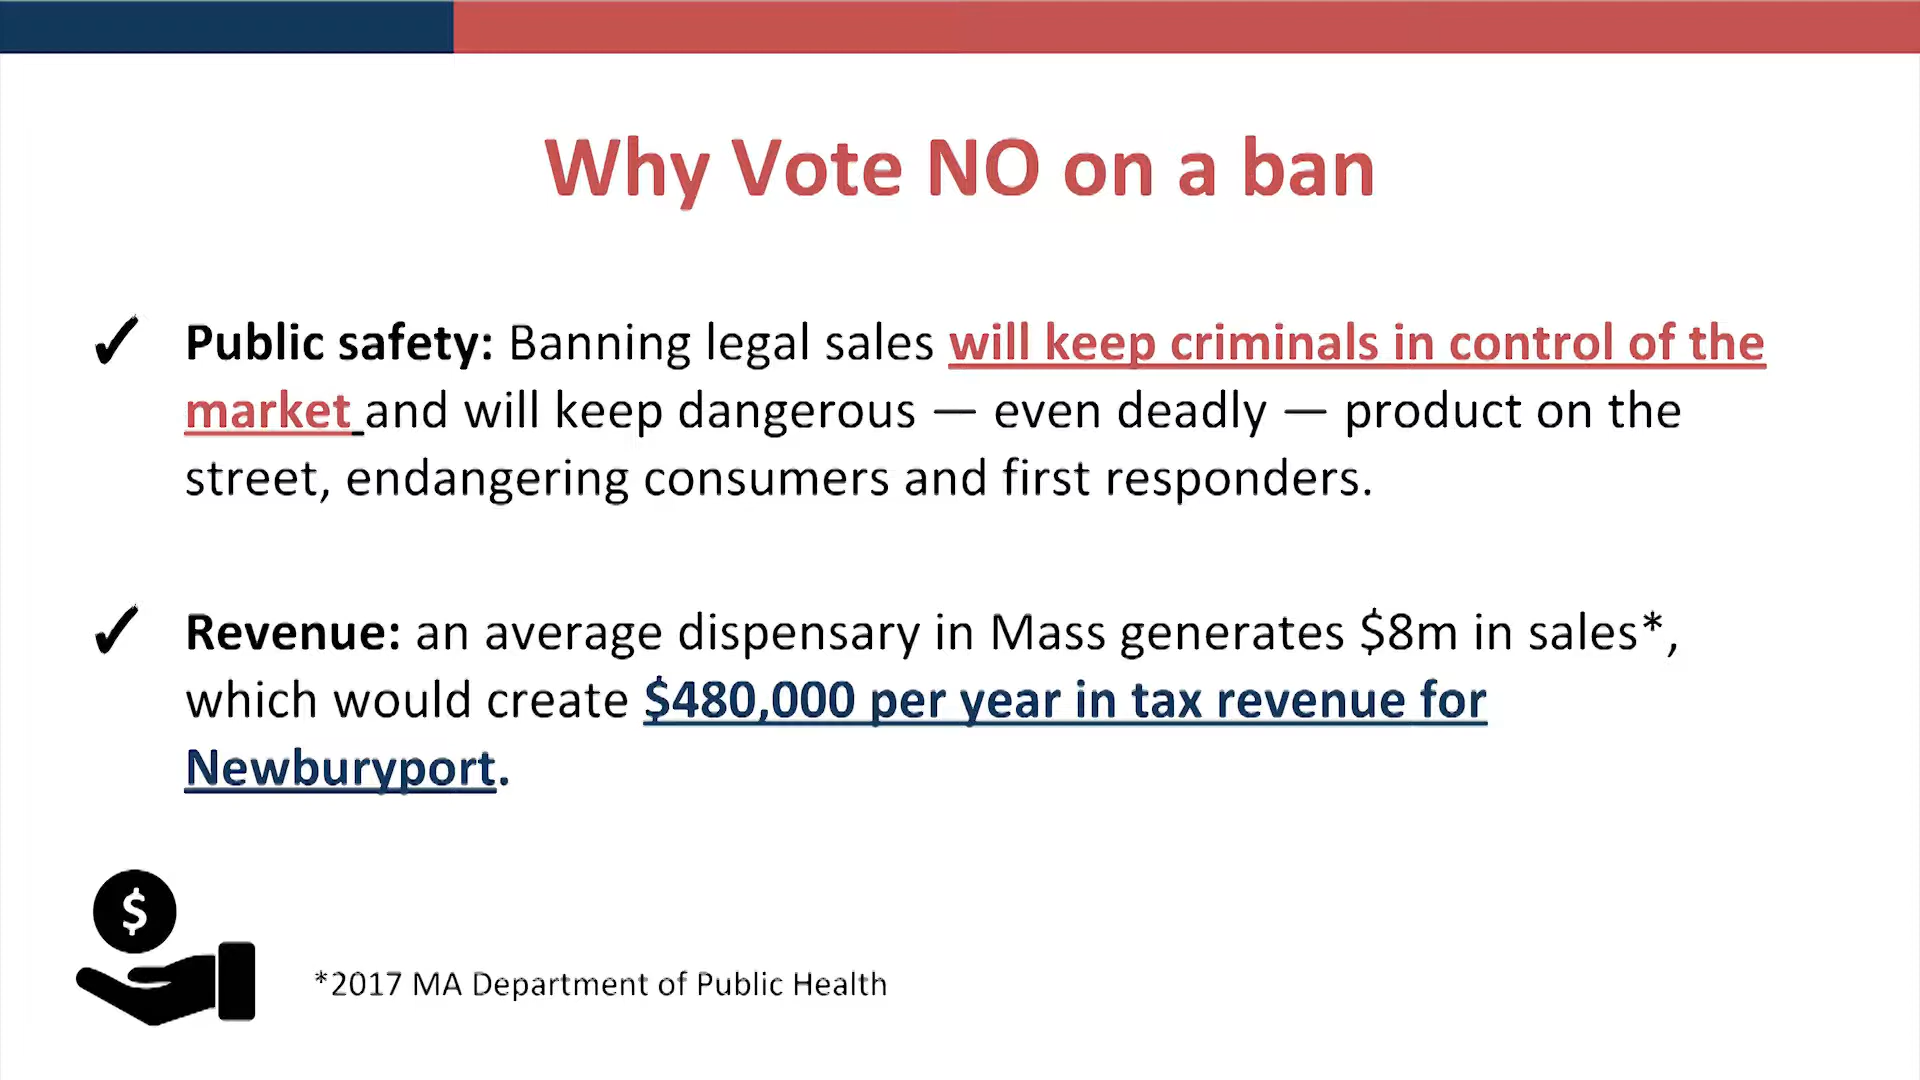 Why Vote NO on a ban
✓ Public safety: Banning legal sales will keep criminals in control of the
market and will keep dangerous — even deadly — product on the
street, endangering consumers and first responders.
✓ Revenue: an average dispensary in Mass generates $8m in sales*,
which would create $480,000 per year in tax revenue for
Newburyport.
$
*2017 MA Department of Public Health